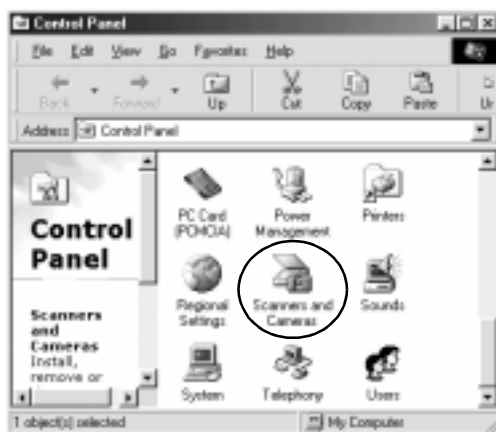 Control Panel
File Edit View Go Favorites Help
Back Forward Up Cut Copy Paste
Address Control Panel
Control Panel
Scanners and Cameras
Install, remove or
PC Card (PCMCIA)
Power Management
Printers
Regional Settings
Scanners and Cameras
Sounds
System
Telephony
Users
1 object(s) selected
My Computer